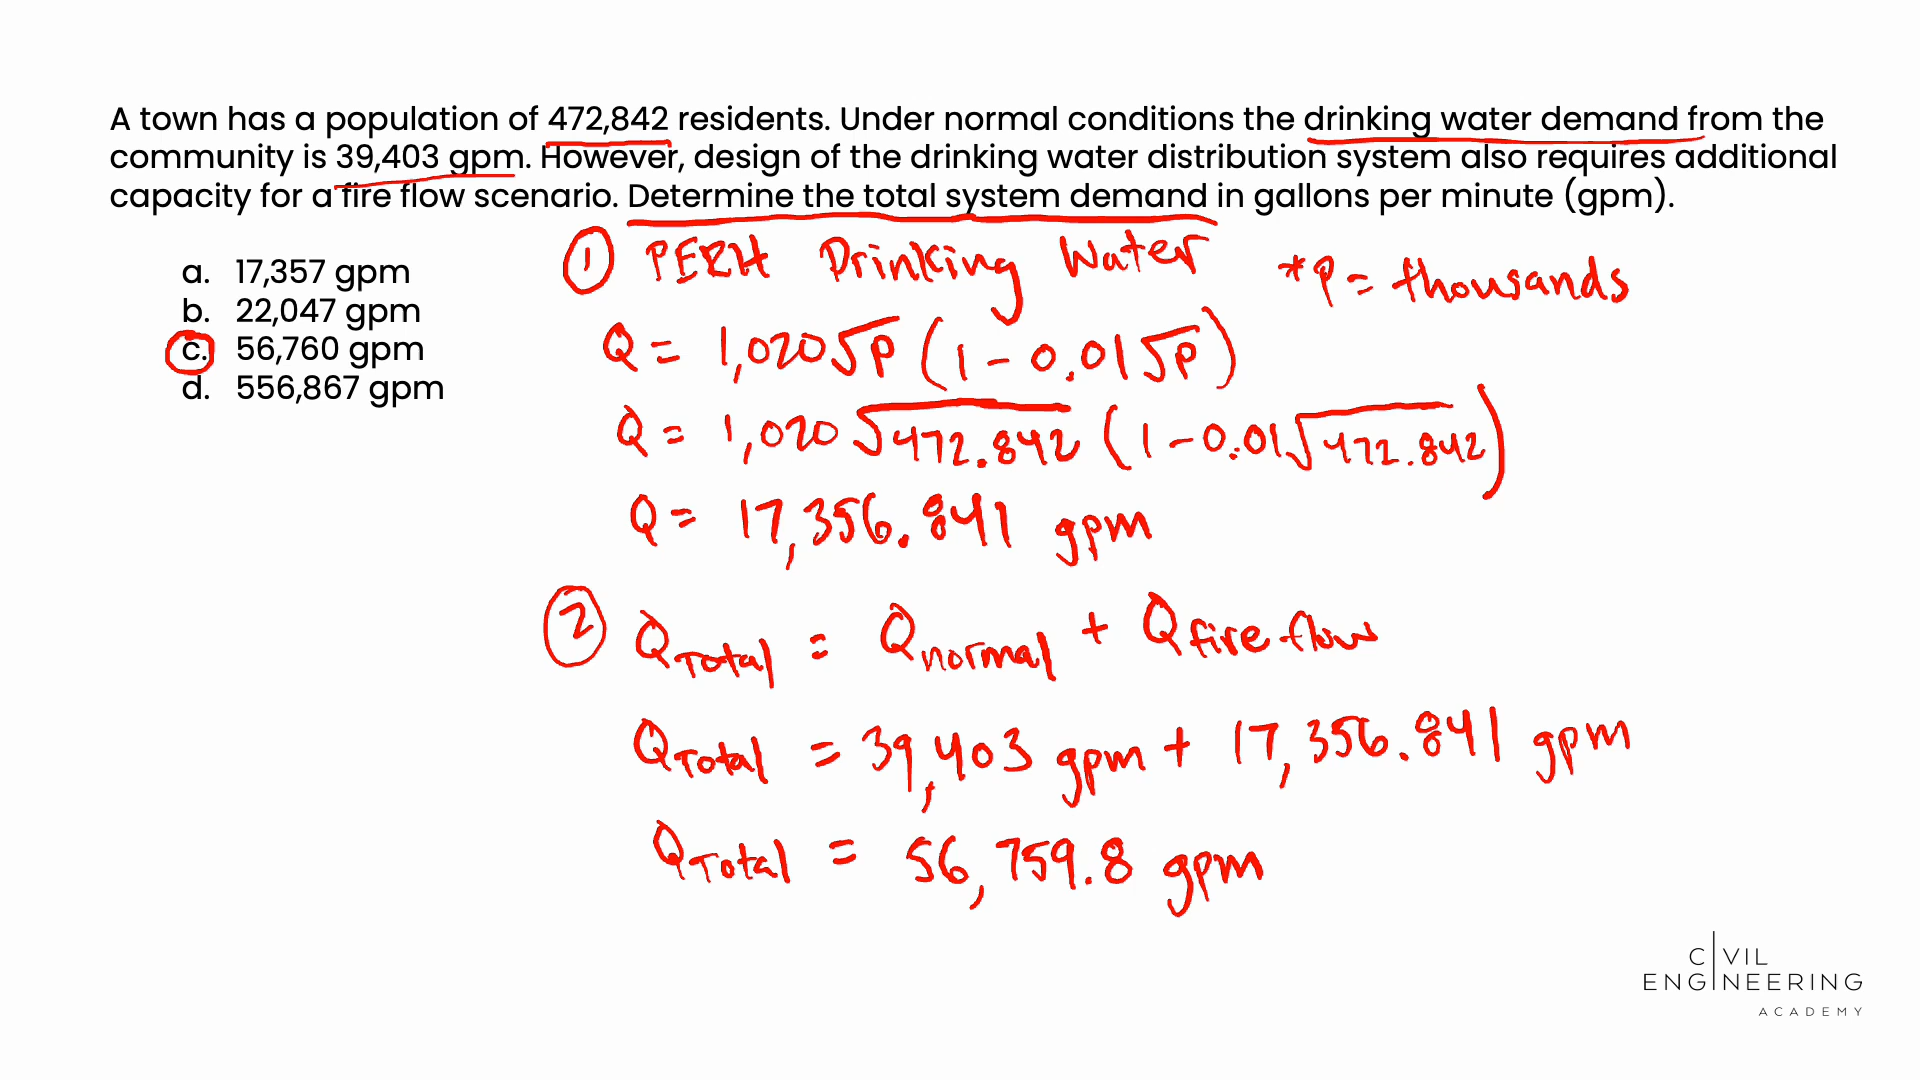 A town has a population of 472,842 residents. Under normal conditions the drinking water demand from the
community is 39,403 gpm. However, design of the drinking water distribution system also requires additional
capacity for a fire flow scenario. Determine the total system demand in gallons per minute (gpm).
a. 17,357 gpm
b. 22,047 gpm
c. 56,760 gpm
d. 556,867 gpm
① PERH Drinking Water *P = thousands
Q = 1,020√P (1 - 0.01√P)
Q = 1,020 √472.842 (1 - 0.01√472.842)
Q = 17,356.841 gpm
② QTotal = Qnormal + Qfire flow
QTotal = 39,403 gpm + 17,356.841 gpm
QTotal = 56,759.8 gpm
CIVIL
ENGINEERING
ACADEMY